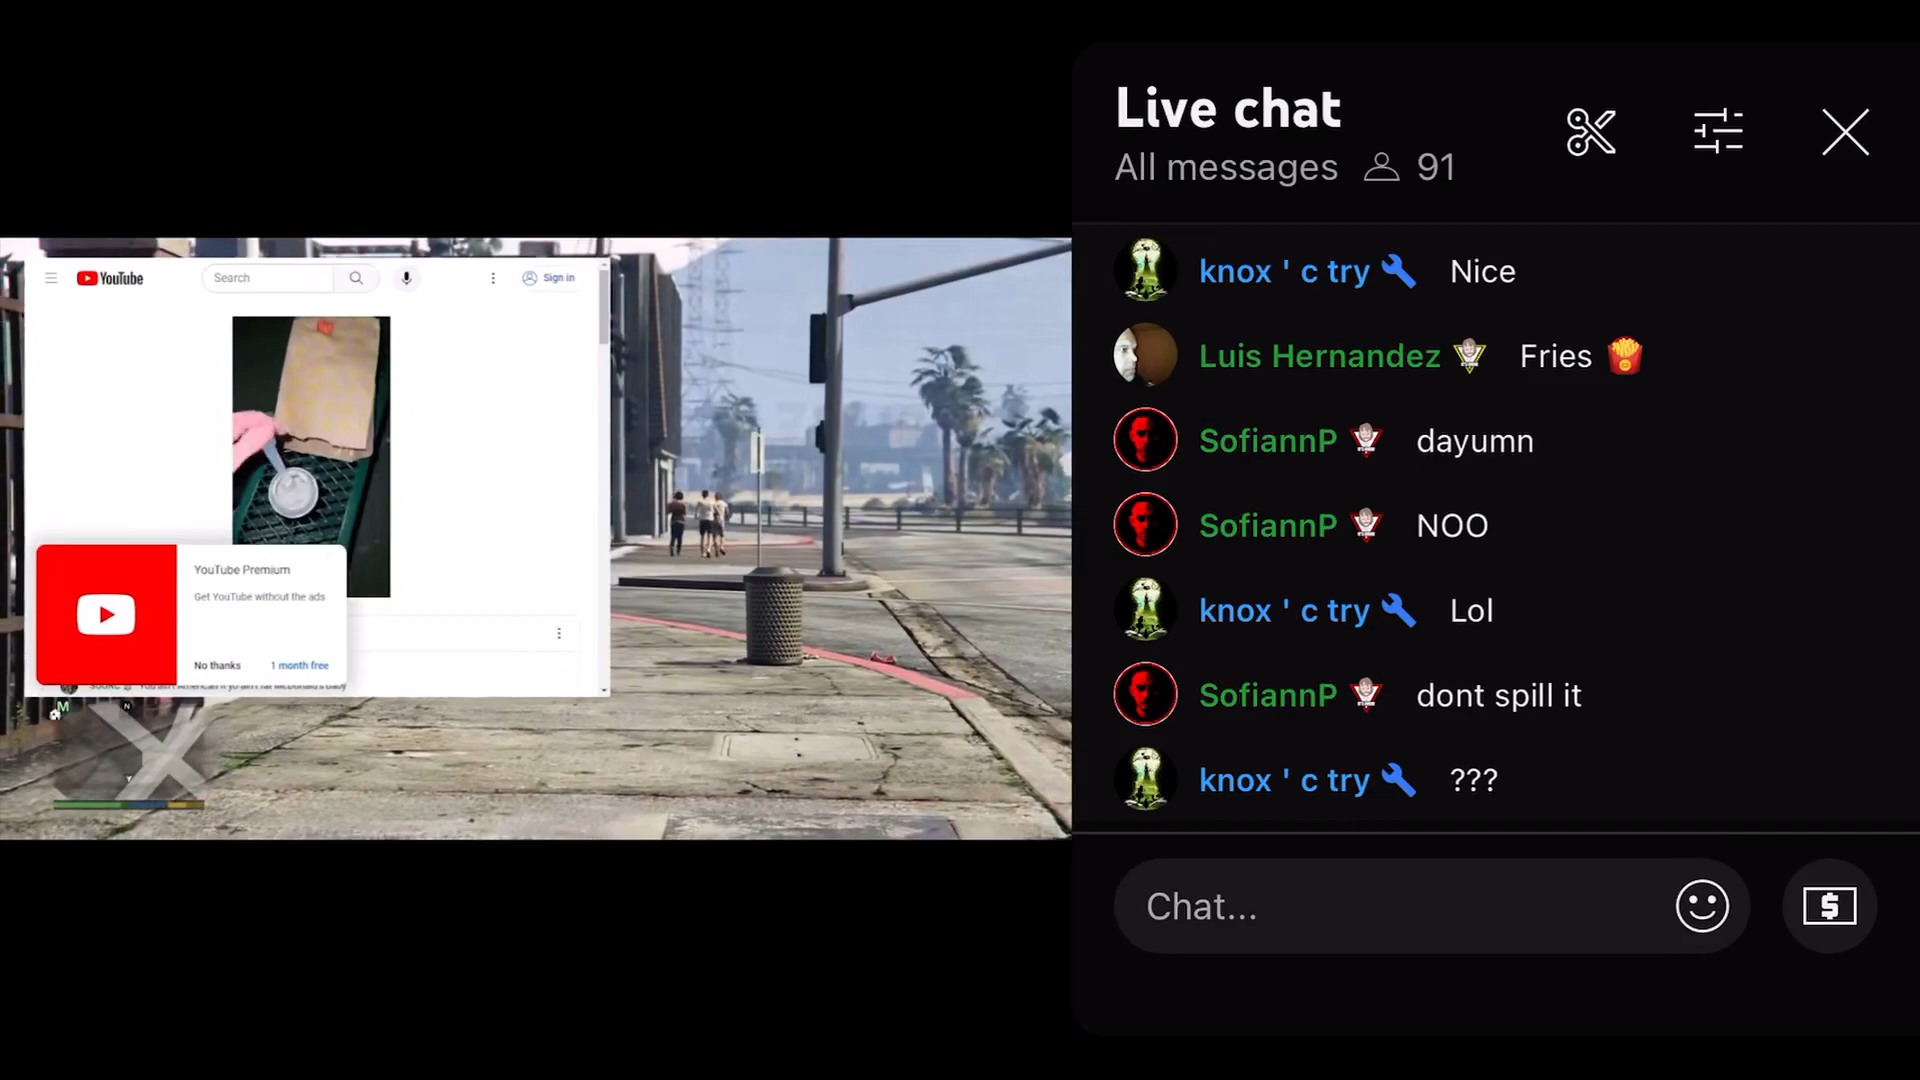 Live chat
All messages 91
knox ' c try Nice
Luis Hernandez Fries
SofiannP dayumn
SofiannP NOO
knox ' c try Lol
SofiannP dont spill it
knox ' c try ???
Chat...
YouTube
Search
Sign in
YouTube Premium
Get YouTube without the ads
No thanks
1 month free
M
N